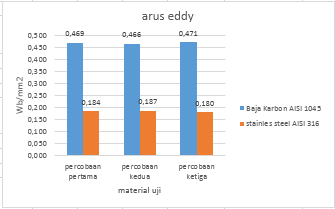 arus eddy
Wb/mm2
0,500
0,450
0,400
0,350
0,300
0,250
0,200
0,150
0,100
0,050
0,000
0,469
0,184
0,466
0,187
0,471
0,180
percobaan
pertama
percobaan
kedua
percobaan
ketiga
material uji
Baja Karbon AISI 1045
stainles steel AISI 316